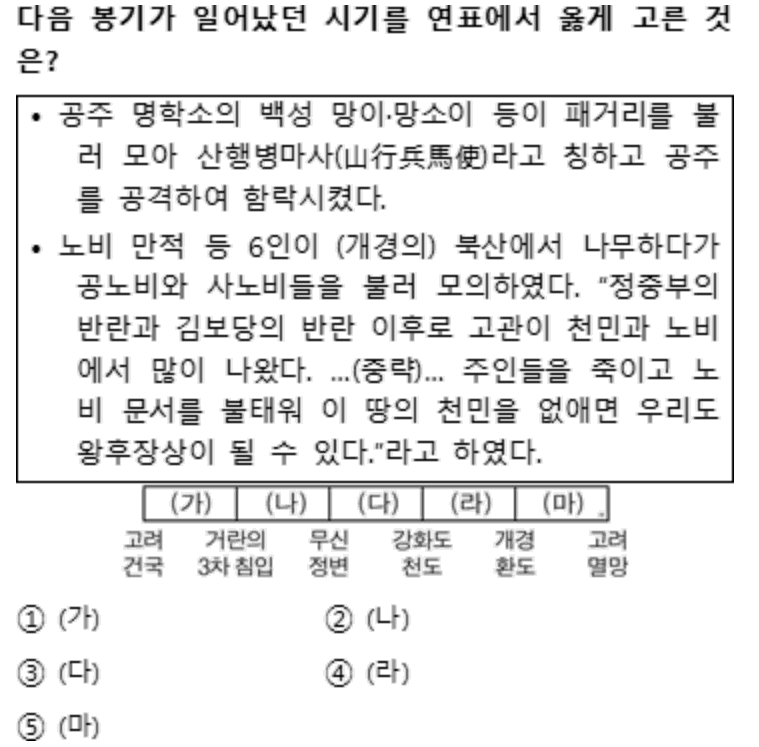 다음 봉기가 일어났던 시기를 연표에서 옳게 고른 것
은?
• 공주 명학소의 백성 망이·망소이 등이 패거리를 불
러 모아 산행병마사(山行兵馬使)라고 칭하고 공주
를 공격하여 함락시켰다.
• 노비 만적 등 6인이 (개경의) 북산에서 나무하다가
공노비와 사노비들을 불러 모의하였다. “정중부의
반란과 김보당의 반란 이후로 고관이 천민과 노비
에서 많이 나왔다. ...(중략)... 주인들을 죽이고 노
비 문서를 불태워 이 땅의 천민을 없애면 우리도
왕후장상이 될 수 있다.”라고 하였다.
(가) (나) (다) (라) (마)
고려 거란의 무신 강화도 개경 고려
건국 3차 침입 정변 천도 환도 멸망
① (가) ② (나)
③ (다) ④ (라)
⑤ (마)